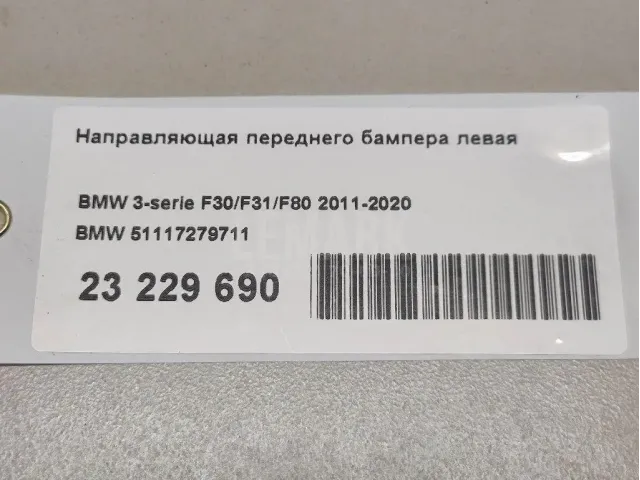 Направляющая переднего бампера левая
BMW 3-serie F30/F31/F80 2011-2020
BMW 51117279711
23 229 690